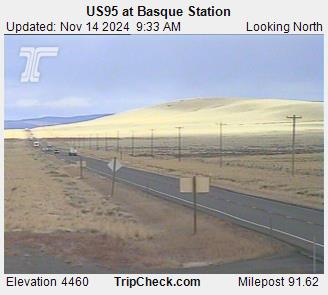 US95 at Basque Station
Updated: Nov 14 2024 9:33 AM Looking North
Elevation 4460 TripCheck.com Milepost 91.62